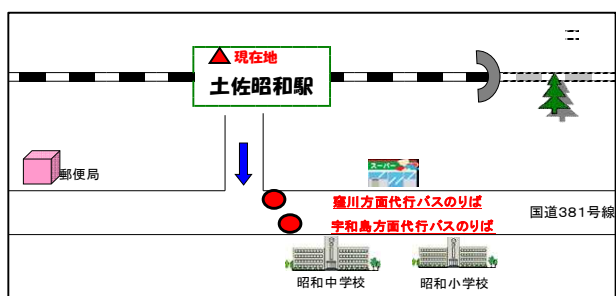 現在地
土佐昭和駅
スーパー
郵便局
窪川方面代行バスのりば
国道381号線
宇和島方面代行バスのりば
昭和中学校
昭和小学校